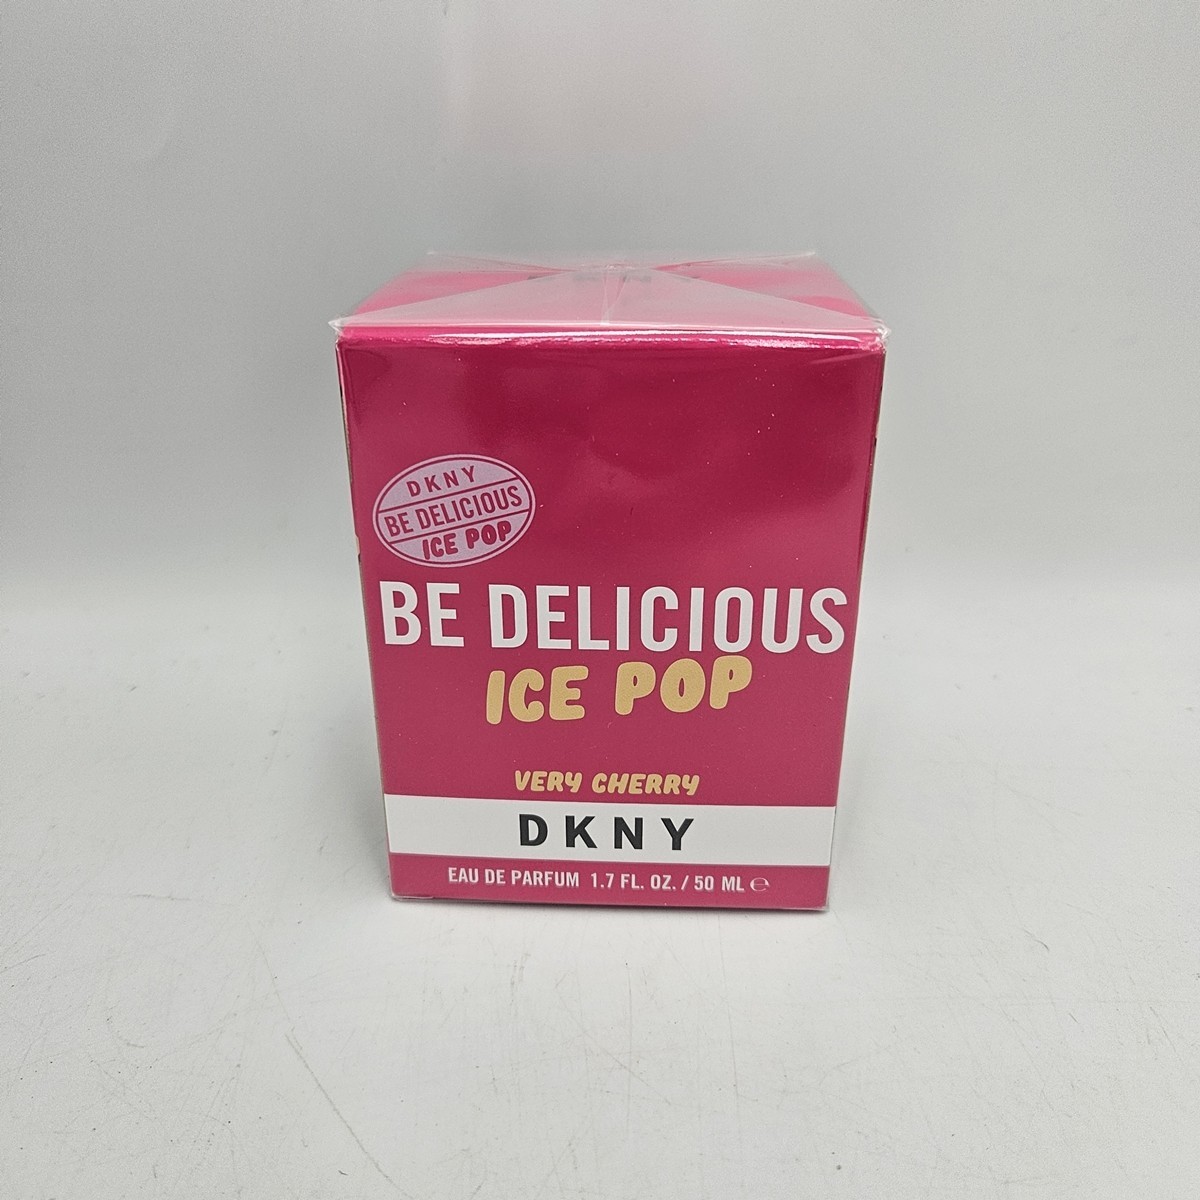 DKNY
BE DELICIOUS
ICE POP
BE DELICIOUS
ICE POP
VERY CHERRY
DKNY
EAU DE PARFUM 1.7 FL. OZ. / 50 ML ℮